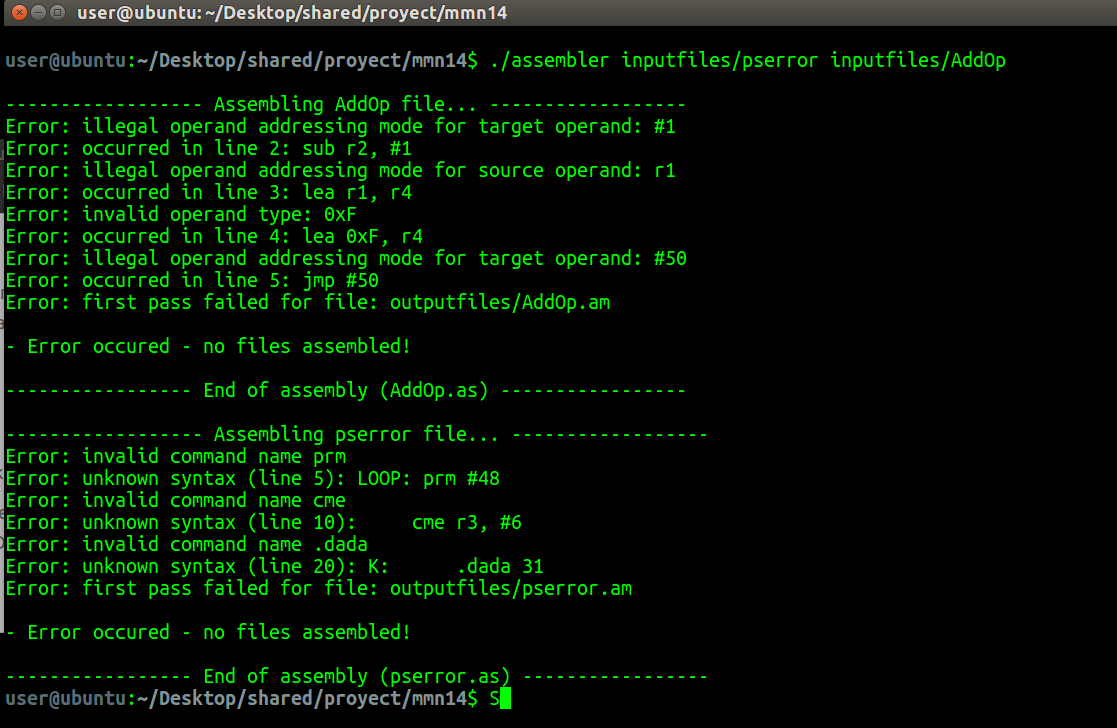 user@ubuntu: ~/Desktop/shared/proyect/mmn14
user@ubuntu:~/Desktop/shared/proyect/mmn14$ ./assembler inputfiles/pserror inputfiles/AddOp
------------------ Assembling AddOp file... ------------------
Error: illegal operand addressing mode for target operand: #1
Error: occurred in line 2: sub r2, #1
Error: illegal operand addressing mode for source operand: r1
Error: occurred in line 3: lea r1, r4
Error: invalid operand type: 0xF
Error: occurred in line 4: lea 0xF, r4
Error: illegal operand addressing mode for target operand: #50
Error: occurred in line 5: jmp #50
Error: first pass failed for file: outputfiles/AddOp.am
- Error occured - no files assembled!
----------------- End of assembly (AddOp.as) -----------------
------------------ Assembling pserror file... ------------------
Error: invalid command name prm
Error: unknown syntax (line 5): LOOP: prm #48
Error: invalid command name cme
Error: unknown syntax (line 10):     cme r3, #6
Error: invalid command name .dada
Error: unknown syntax (line 20): K:      .dada 31
Error: first pass failed for file: outputfiles/pserror.am
- Error occured - no files assembled!
----------------- End of assembly (pserror.as) -----------------
user@ubuntu:~/Desktop/shared/proyect/mmn14$ S